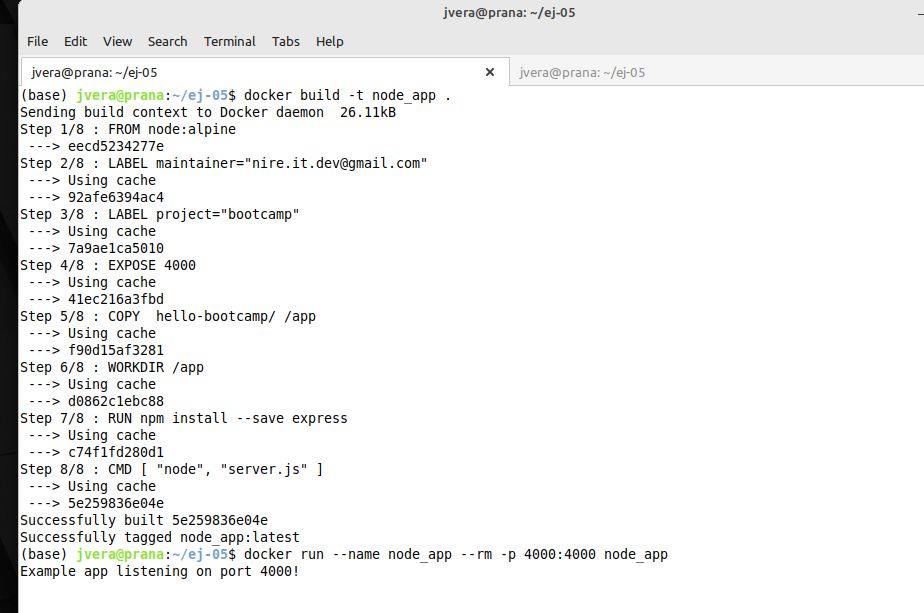 jvera@prana: ~/ej-05
File Edit View Search Terminal Tabs Help
jvera@prana: ~/ej-05 × jvera@prana: ~/ej-05
(base) jvera@prana:~/ej-05$ docker build -t node_app .
Sending build context to Docker daemon  26.11kB
Step 1/8 : FROM node:alpine
 ---> eecd5234277e
Step 2/8 : LABEL maintainer="nire.it.dev@gmail.com"
 ---> Using cache
 ---> 92afe6394ac4
Step 3/8 : LABEL project="bootcamp"
 ---> Using cache
 ---> 7a9ae1ca5010
Step 4/8 : EXPOSE 4000
 ---> Using cache
 ---> 41ec216a3fbd
Step 5/8 : COPY  hello-bootcamp/ /app
 ---> Using cache
 ---> f90d15af3281
Step 6/8 : WORKDIR /app
 ---> Using cache
 ---> d0862c1ebc88
Step 7/8 : RUN npm install --save express
 ---> Using cache
 ---> c74f1fd280d1
Step 8/8 : CMD [ "node", "server.js" ]
 ---> Using cache
 ---> 5e259836e04e
Successfully built 5e259836e04e
Successfully tagged node_app:latest
(base) jvera@prana:~/ej-05$ docker run --name node_app --rm -p 4000:4000 node_app
Example app listening on port 4000!